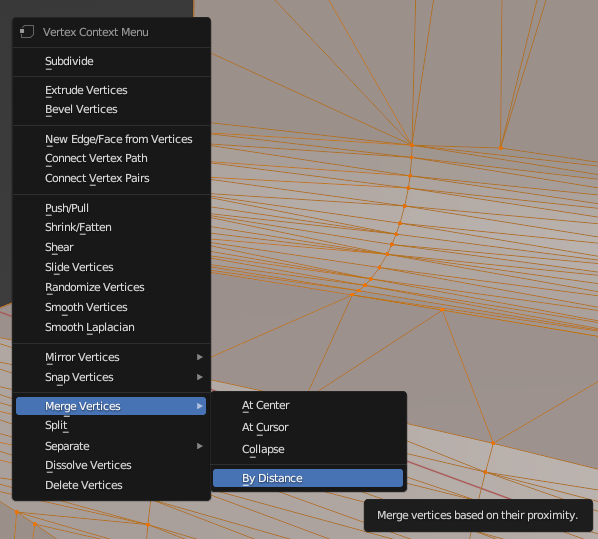 Vertex Context Menu
Subdivide
Extrude Vertices
Bevel Vertices
New Edge/Face from Vertices
Connect Vertex Path
Connect Vertex Pairs
Push/Pull
Shrink/Fatten
Shear
Slide Vertices
Randomize Vertices
Smooth Vertices
Smooth Laplacian
Mirror Vertices
Snap Vertices
Merge Vertices
Split
Separate
Dissolve Vertices
Delete Vertices
At Center
At Cursor
Collapse
By Distance
Merge vertices based on their proximity.